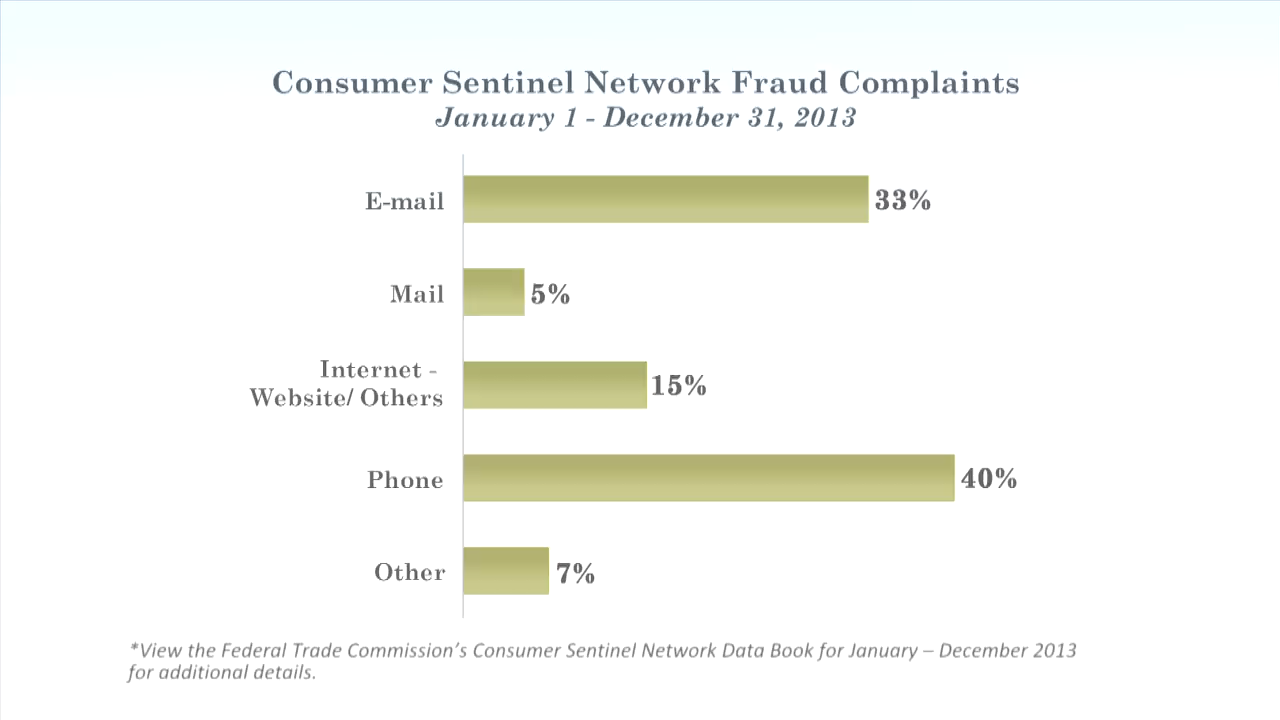 Consumer Sentinel Network Fraud Complaints
January 1 - December 31, 2013
E-mail 33%
Mail 5%
Internet -
Website/ Others 15%
Phone 40%
Other 7%
*View the Federal Trade Commission’s Consumer Sentinel Network Data Book for January – December 2013
for additional details.